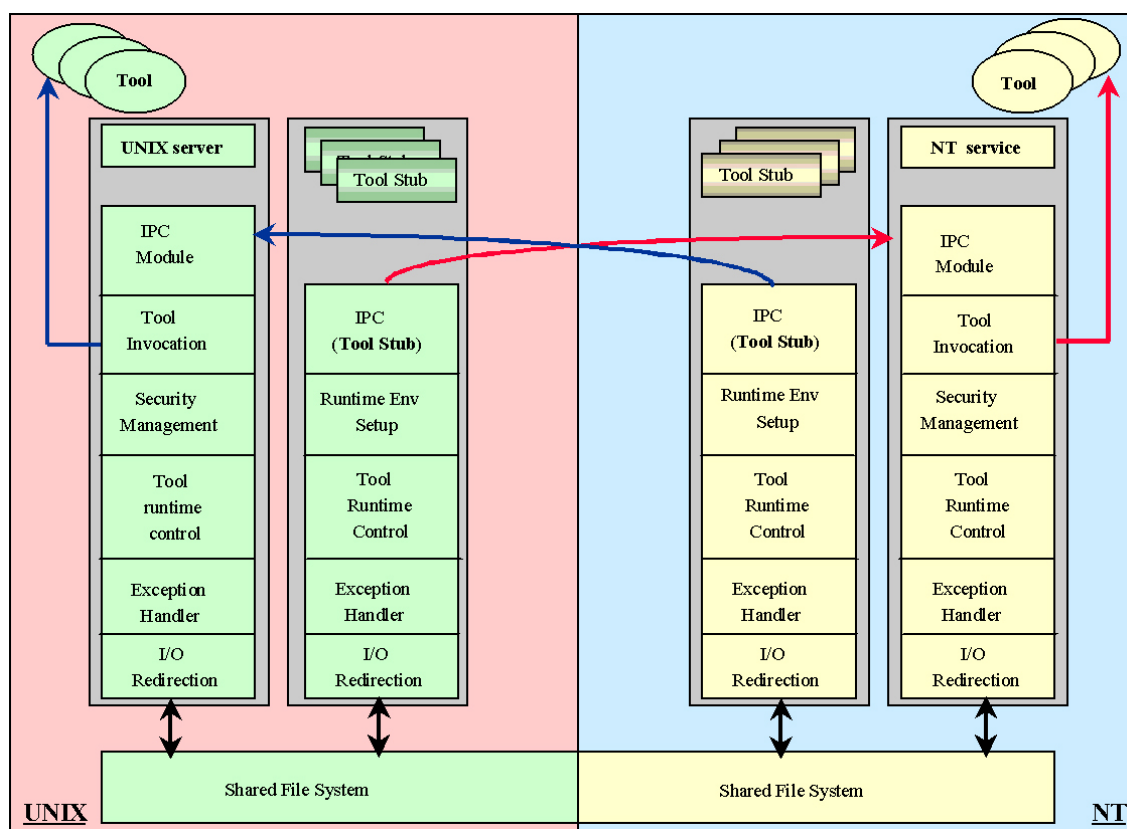 Tool
Tool
UNIX server
IPC
Module
Tool
Invocation
Security
Management
Tool
runtime
control
Exception
Handler
I/O
Redirection
Tool Stub
Tool Stub
IPC
(Tool Stub)
Runtime Env
Setup
Tool
Runtime
Control
Exception
Handler
I/O
Redirection
Tool Stub
IPC
(Tool Stub)
Runtime Env
Setup
Tool
Runtime
Control
Exception
Handler
I/O
Redirection
NT service
IPC
Module
Tool
Invocation
Security
Management
Tool
Runtime
Control
Exception
Handler
I/O
Redirection
Shared File System
Shared File System
UNIX
NT